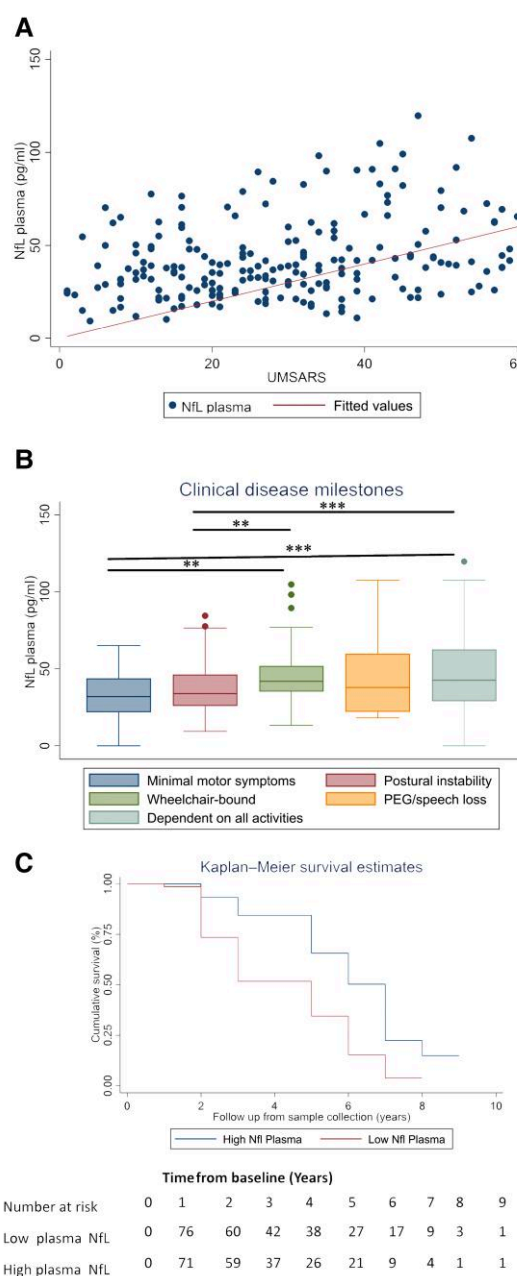 A
150
100
50
0
NfL plasma (pg/ml)
0 20 40 60
UMSARS
NfL plasma Fitted values
B
Clinical disease milestones
***
**
***
**
150
100
50
0
NfL plasma (pg/ml)
Minimal motor symptoms Postural instability
Wheelchair-bound PEG/speech loss
Dependent on all activities
C
Kaplan–Meier survival estimates
1.00
0.75
0.50
0.25
0.00
Cumulative survival (%)
0 2 4 6 8 10
Follow up from sample collection (years)
High Nfl Plasma Low Nfl Plasma
Time from baseline (Years)
Number at risk 0 1 2 3 4 5 6 7 8 9
Low plasma NfL 76 60 42 38 27 17 9 3 1
High plasma NfL 71 59 37 26 21 9 4 1 1